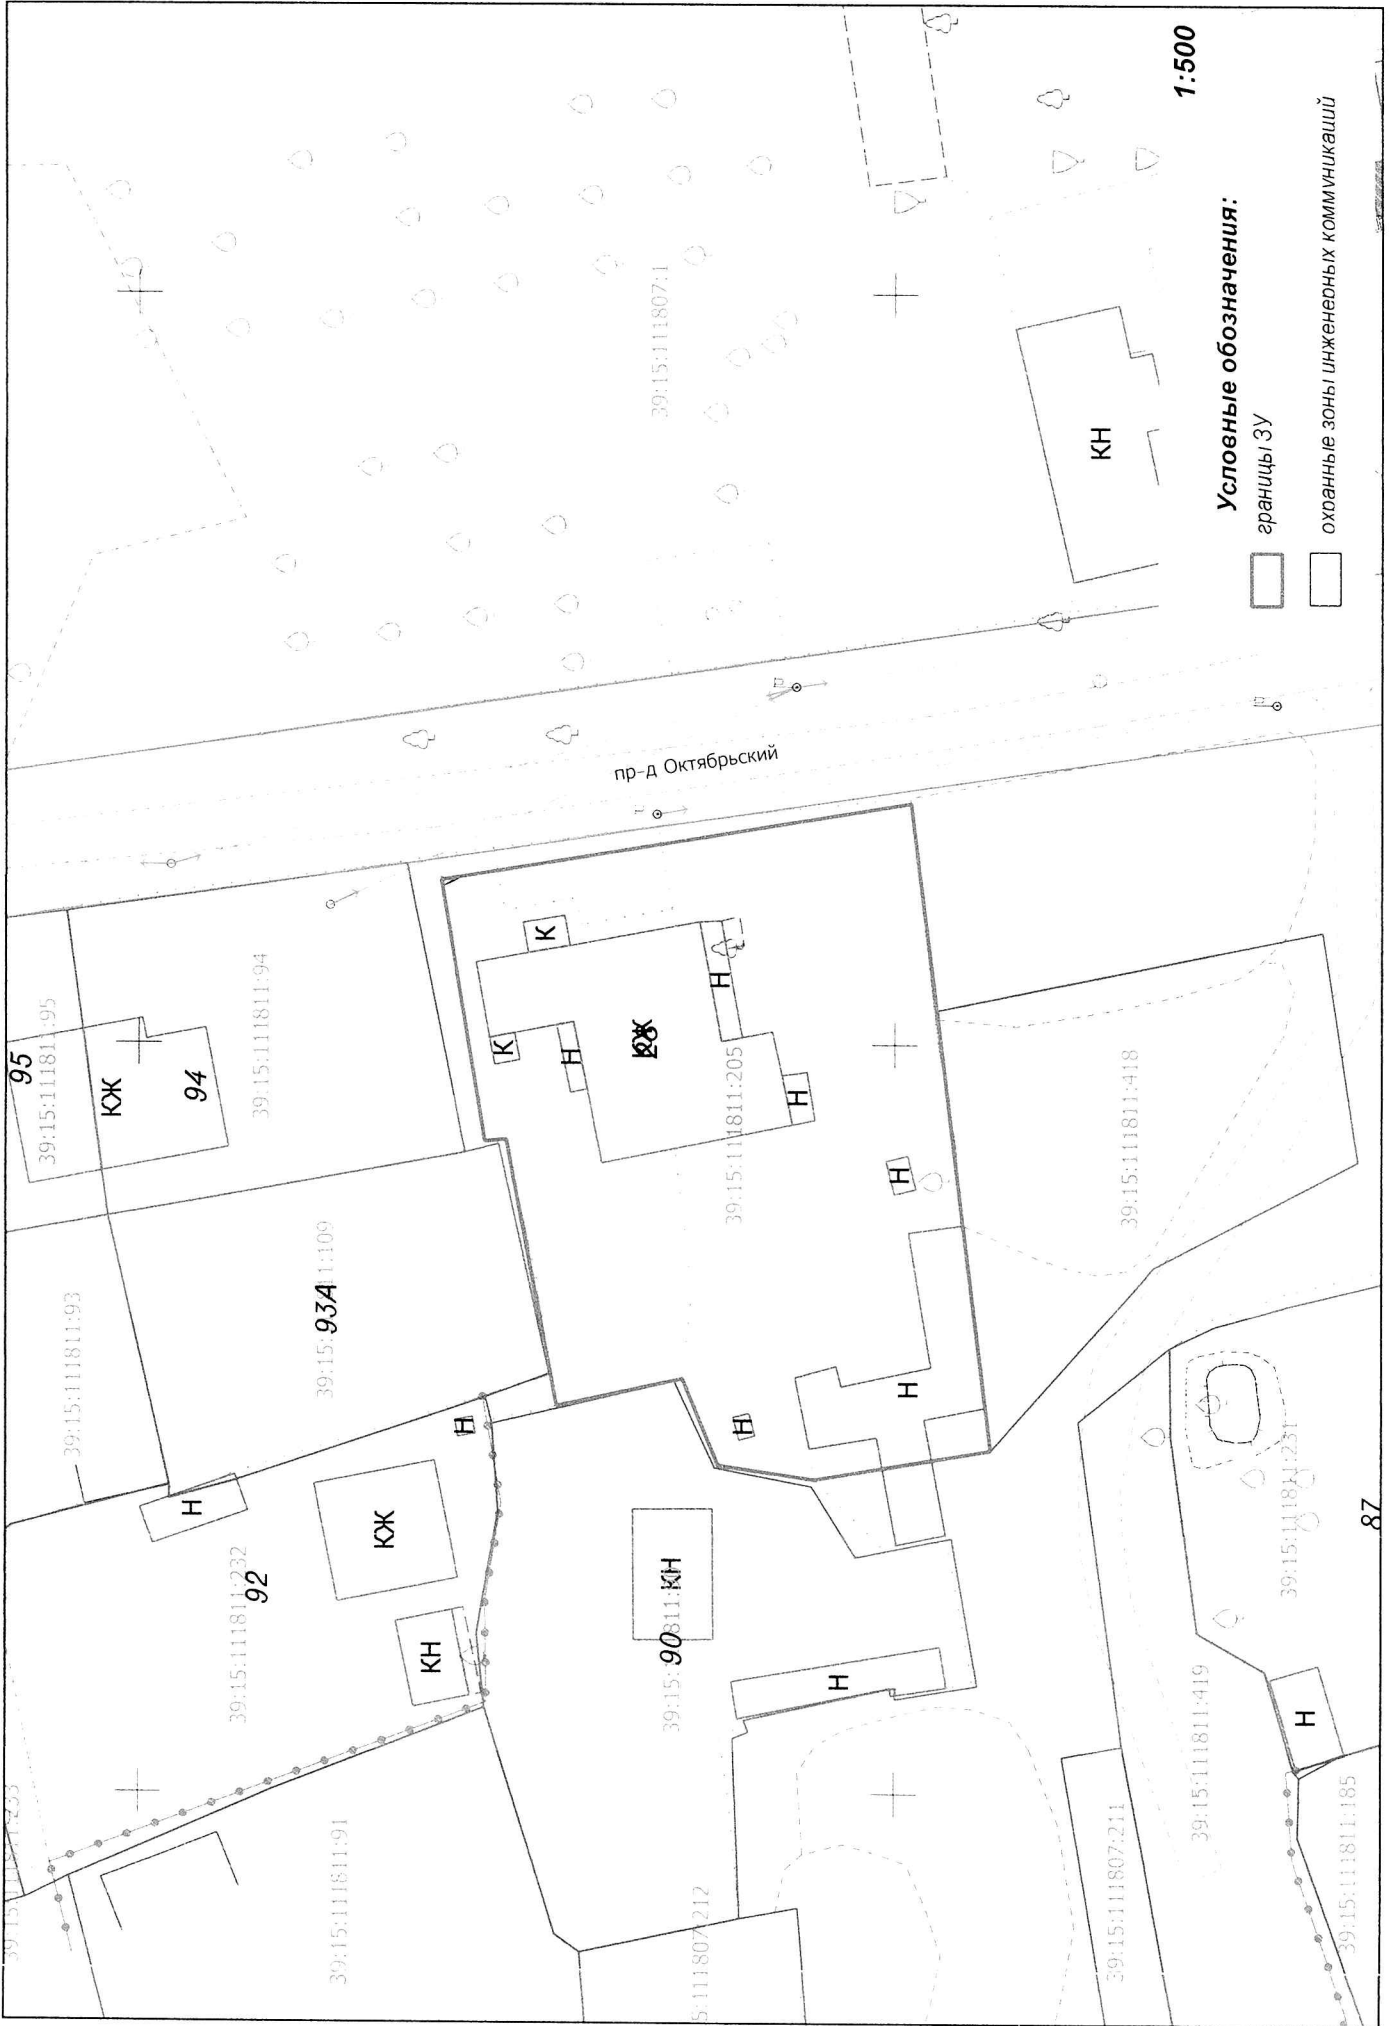 95
39:15:111811:95
КЖ
94
39:15:111811:94
39:15:111811:93
93А
39:15:111811:109
Н
92
39:15:111811:232
КЖ
КН
Н
39:15:111811:91
90
КН
Н
К
К
Н
КЖ
Н
Н
39:15:111811:205
Н
Н
Н
пр-д Октябрьский
39:15:111807:1
КН
39:15:111811:418
39:15:111811:231
87
39:15:111811:419
Н
39:15:111811:185
39:15:111807:211
1:500
Условные обозначения:
границы ЗУ
охранные зоны инженерных коммуникаций